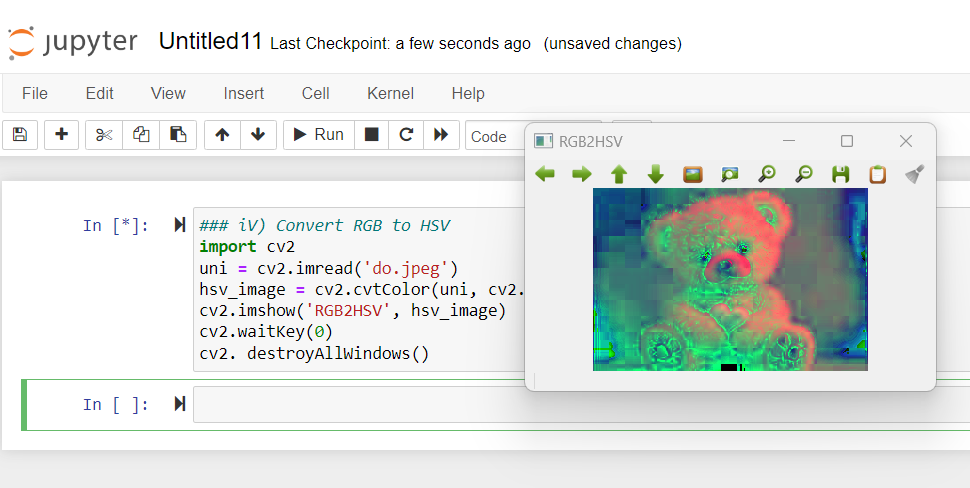 jupyter Untitled11 Last Checkpoint: a few seconds ago (unsaved changes)
File Edit View Insert Cell Kernel Help
Run Code
RGB2HSV
In [*]:
### iV) Convert RGB to HSV
import cv2
uni = cv2.imread('do.jpeg')
hsv_image = cv2.cvtColor(uni, cv2.
cv2.imshow('RGB2HSV', hsv_image)
cv2.waitKey(0)
cv2. destroyAllWindows()
In [ ]: